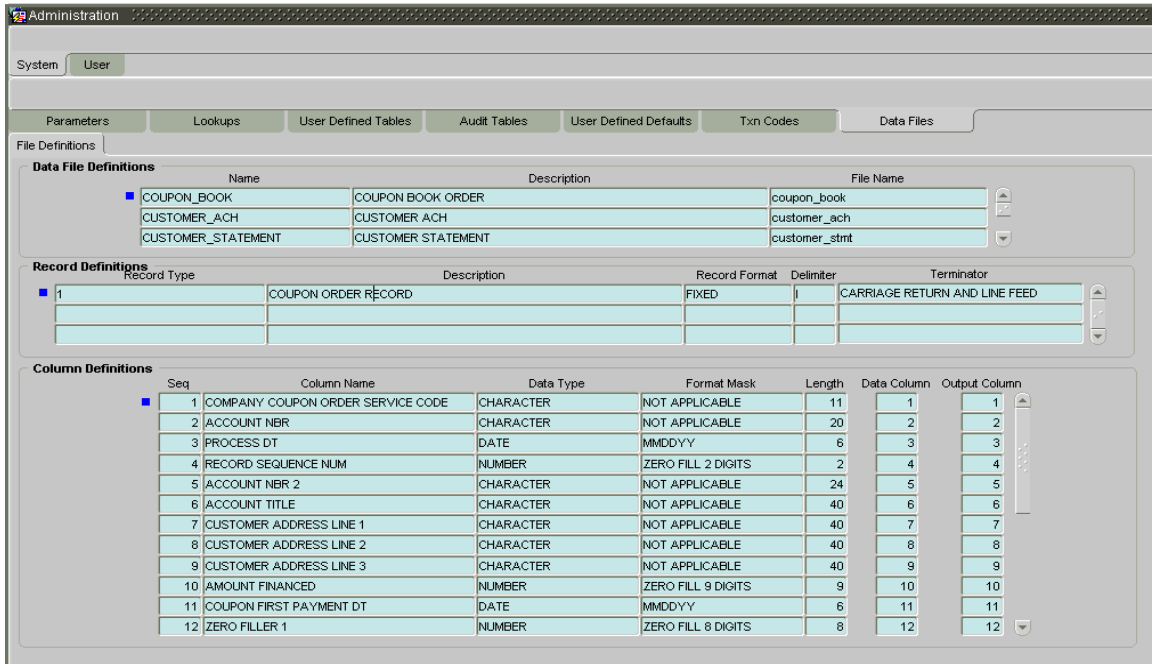 Administration
System User
Parameters Lookups User Defined Tables Audit Tables User Defined Defaults Txn Codes Data Files
File Definitions
Data File Definitions
Name Description File Name
COUPON_BOOK COUPON BOOK ORDER coupon_book
CUSTOMER_ACH CUSTOMER ACH customer_ach
CUSTOMER_STATEMENT CUSTOMER STATEMENT customer_stmt
Record Definitions
Record Type Description Record Format Delimiter Terminator
1 COUPON ORDER RECORD FIXED | CARRIAGE RETURN AND LINE FEED
Column Definitions
Seq Column Name Data Type Format Mask Length Data Column Output Column
1 COMPANY COUPON ORDER SERVICE CODE CHARACTER NOT APPLICABLE 11 1 1
2 ACCOUNT NBR CHARACTER NOT APPLICABLE 20 2 2
3 PROCESS DT DATE MMDDYY 6 3 3
4 RECORD SEQUENCE NUM NUMBER ZERO FILL 2 DIGITS 2 4 4
5 ACCOUNT NBR 2 CHARACTER NOT APPLICABLE 24 5 5
6 ACCOUNT TITLE CHARACTER NOT APPLICABLE 40 6 6
7 CUSTOMER ADDRESS LINE 1 CHARACTER NOT APPLICABLE 40 7 7
8 CUSTOMER ADDRESS LINE 2 CHARACTER NOT APPLICABLE 40 8 8
9 CUSTOMER ADDRESS LINE 3 CHARACTER NOT APPLICABLE 40 9 9
10 AMOUNT FINANCED NUMBER ZERO FILL 9 DIGITS 9 10 10
11 COUPON FIRST PAYMENT DT DATE MMDDYY 6 11 11
12 ZERO FILLER 1 NUMBER ZERO FILL 8 DIGITS 8 12 12